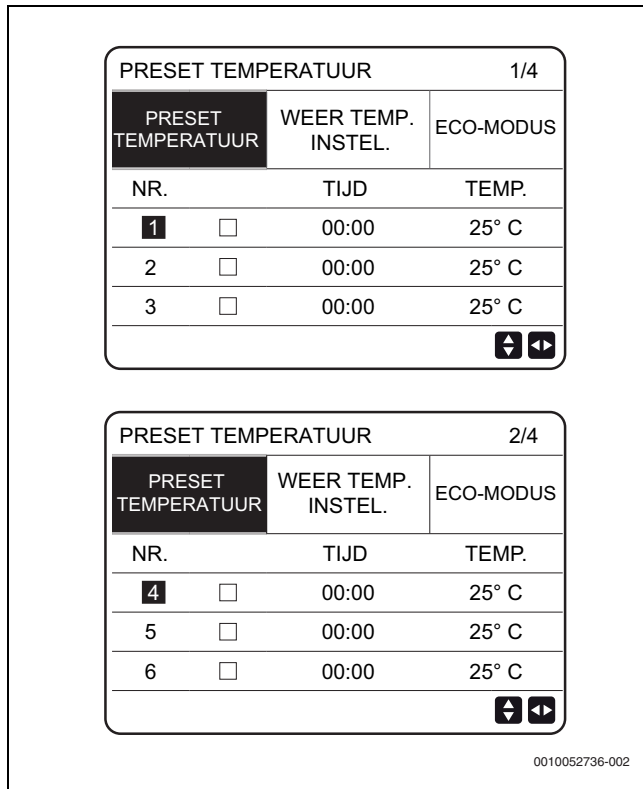 PRESET TEMPERATUUR 1/4
PRESET TEMPERATUUR WEER TEMP. INSTEL. ECO-MODUS
NR. TIJD TEMP.
1 ☐ 00:00 25° C
2 ☐ 00:00 25° C
3 ☐ 00:00 25° C
PRESET TEMPERATUUR 2/4
PRESET TEMPERATUUR WEER TEMP. INSTEL. ECO-MODUS
NR. TIJD TEMP.
4 ☐ 00:00 25° C
5 ☐ 00:00 25° C
6 ☐ 00:00 25° C
0010052736-002